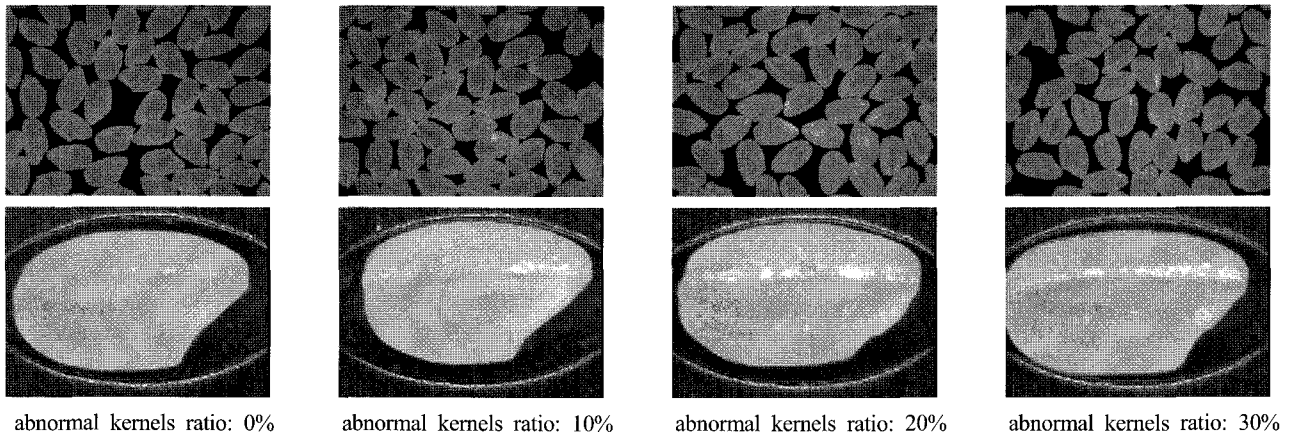 abnormal kernels ratio: 0%
abnormal kernels ratio: 10%
abnormal kernels ratio: 20%
abnormal kernels ratio: 30%